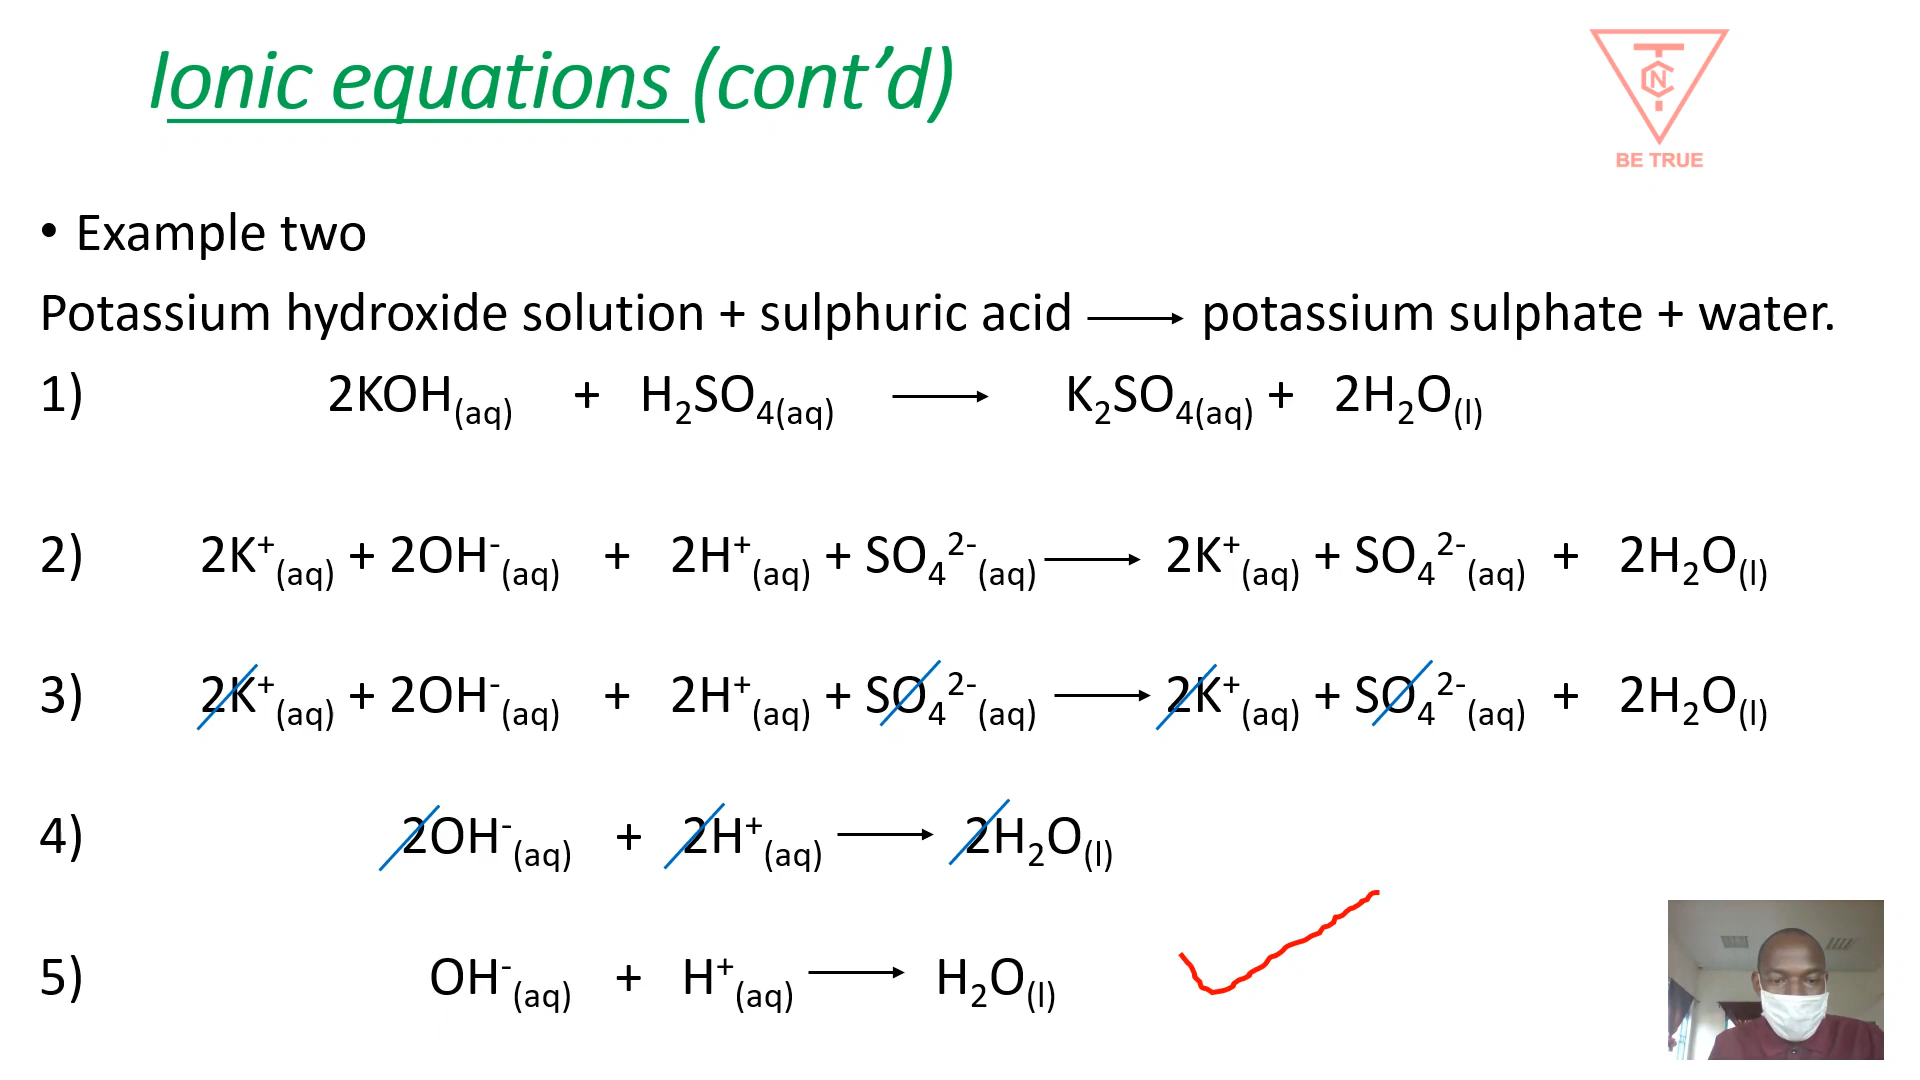 Ionic equations (cont’d)
T
N
C
T
BE TRUE
• Example two
Potassium hydroxide solution + sulphuric acid ⟶ potassium sulphate + water.
1) 2KOH(aq) + H₂SO₄(aq) ⟶ K₂SO₄(aq) + 2H₂O(l)
2) 2K⁺(aq) + 2OH⁻(aq) + 2H⁺(aq) + SO₄²⁻(aq) ⟶ 2K⁺(aq) + SO₄²⁻(aq) + 2H₂O(l)
3) 2K⁺(aq) + 2OH⁻(aq) + 2H⁺(aq) + SO₄²⁻(aq) ⟶ 2K⁺(aq) + SO₄²⁻(aq) + 2H₂O(l)
4) 2OH⁻(aq) + 2H⁺(aq) ⟶ 2H₂O(l)
5) OH⁻(aq) + H⁺(aq) ⟶ H₂O(l)